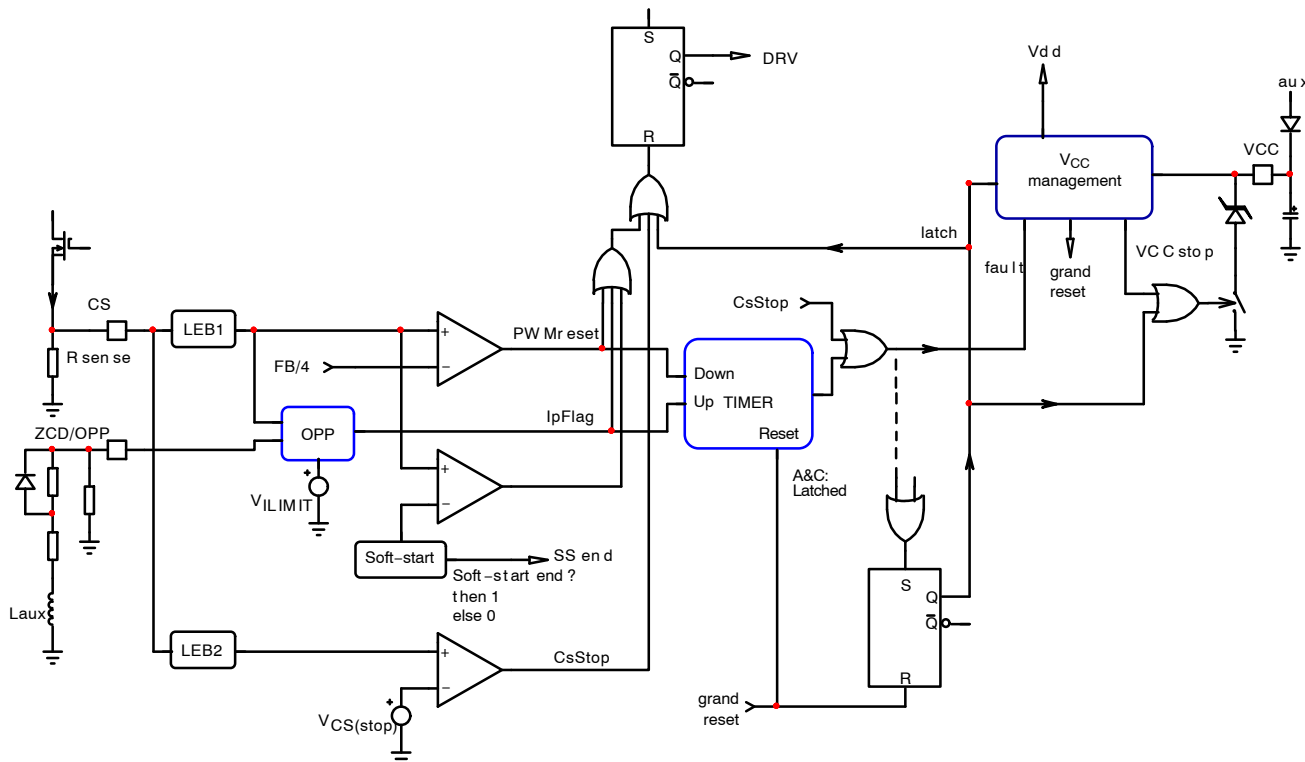 S
Q
DRV
Q
R
Vdd
aux
VCC
VCC
management
latch
fault
grand
reset
VCCstop
CS
LEB1
Rsense
FB/4
PWMreset
CsStop
Down
Up TIMER
Reset
IpFlag
ZCD/OPP
OPP
VILIMIT
A&C:
Latched
Soft-start
SS end
Soft-start end ?
then 1
else 0
Laux
LEB2
CsStop
VCS(stop)
S
Q
Q
R
grand
reset
+
−
+
−
+
−
+
+
+